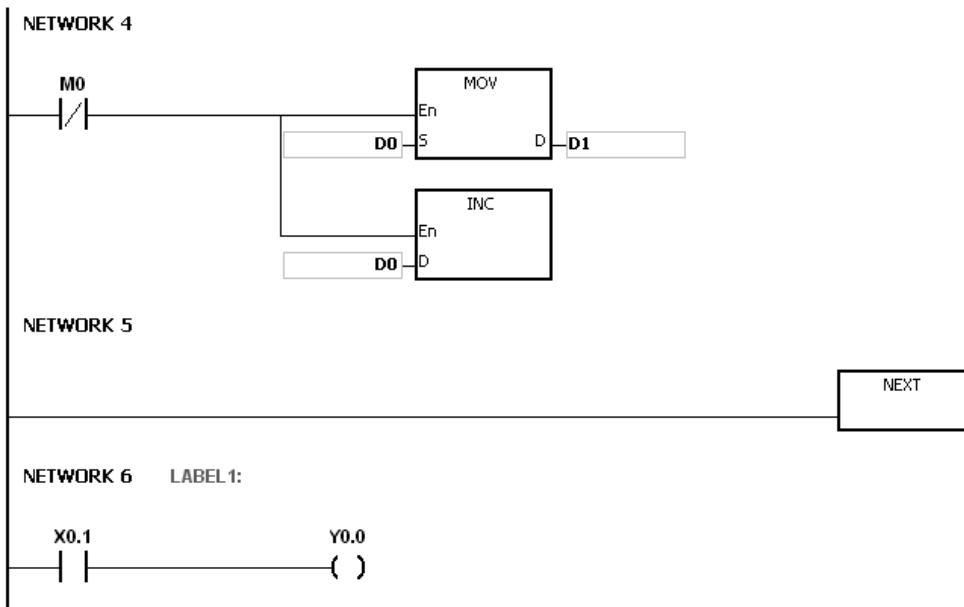 NETWORK 4
M0
MOV
En
D0 S D D1
INC
En
D0 D
NETWORK 5
NEXT
NETWORK 6 LABEL1:
X0.1 Y0.0